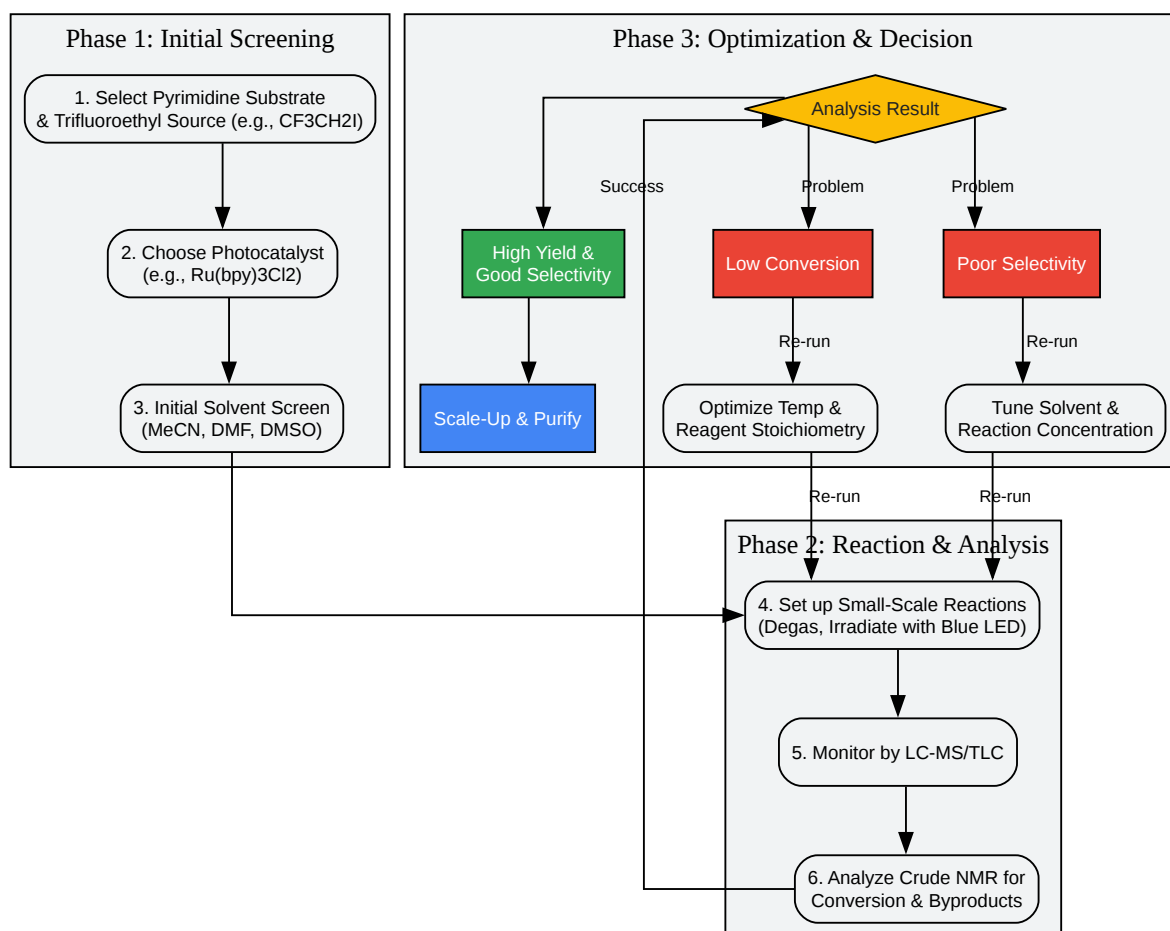 Phase 1: Initial Screening
1. Select Pyrimidine Substrate
& Trifluoroethyl Source (e.g., CF3CH2I)
2. Choose Photocatalyst
(e.g., Ru(bpy)3Cl2)
3. Initial Solvent Screen
(MeCN, DMF, DMSO)
Phase 3: Optimization & Decision
Analysis Result
Success
Problem
Problem
High Yield &
Good Selectivity
Low Conversion
Poor Selectivity
Re-run
Re-run
Scale-Up & Purify
Optimize Temp &
Reagent Stoichiometry
Tune Solvent &
Reaction Concentration
Re-run
Re-run
Phase 2: Reaction & Analysis
4. Set up Small-Scale Reactions
(Degas, Irradiate with Blue LED)
5. Monitor by LC-MS/TLC
6. Analyze Crude NMR for
Conversion & Byproducts